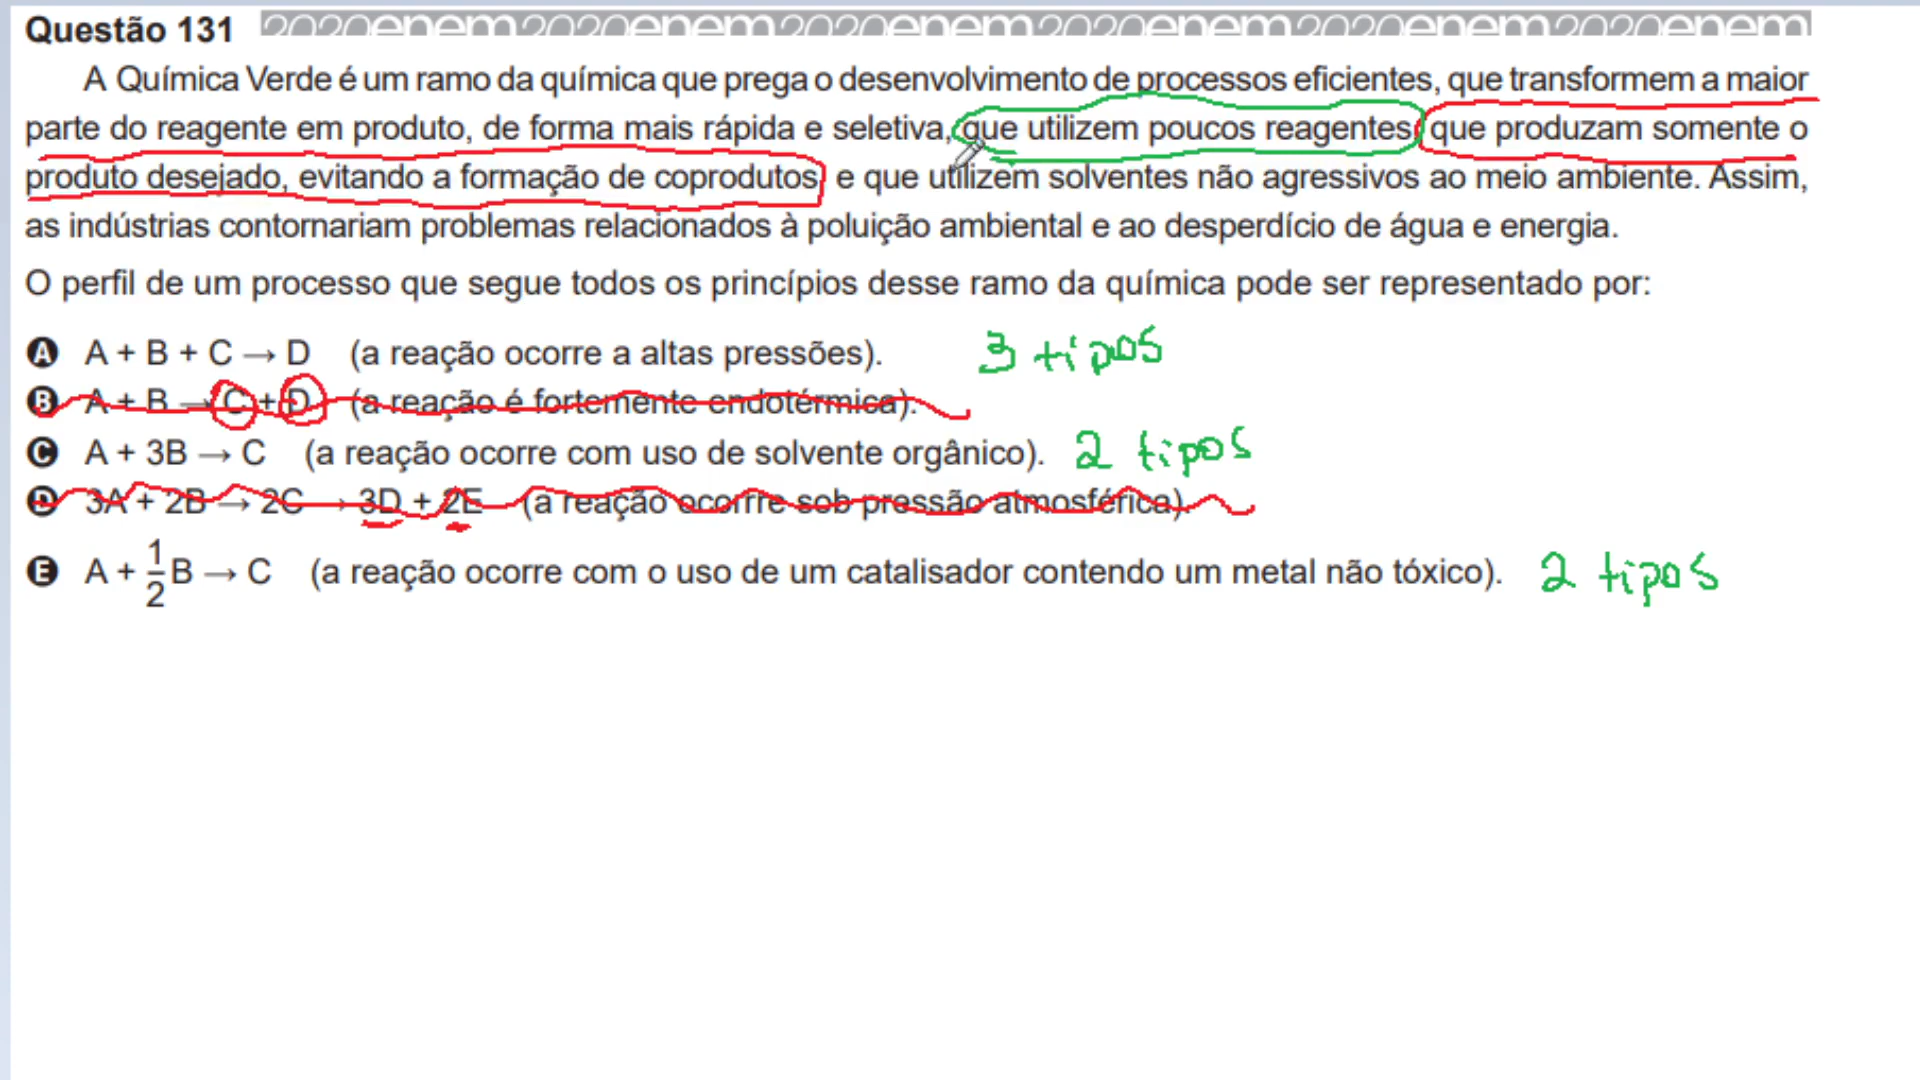 Questão 131 2020enem2020enem2020enem2020enem2020enem2020enem
A Química Verde é um ramo da química que prega o desenvolvimento de processos eficientes, que transformem a maior
parte do reagente em produto, de forma mais rápida e seletiva, que utilizem poucos reagentes, que produzam somente o
produto desejado, evitando a formação de coprodutos, e que utilizem solventes não agressivos ao meio ambiente. Assim,
as indústrias contornariam problemas relacionados à poluição ambiental e ao desperdício de água e energia.
O perfil de um processo que segue todos os princípios desse ramo da química pode ser representado por:
A A + B + C → D (a reação ocorre a altas pressões). 3 tipos
B A + B → C + D (a reação é fortemente endotérmica).
C A + 3B → C (a reação ocorre com uso de solvente orgânico). 2 tipos
D 3A + 2B → 2C → 3D + 2E (a reação ocorre sob pressão atmosférica).
E A + 1/2 B → C (a reação ocorre com o uso de um catalisador contendo um metal não tóxico). 2 tipos